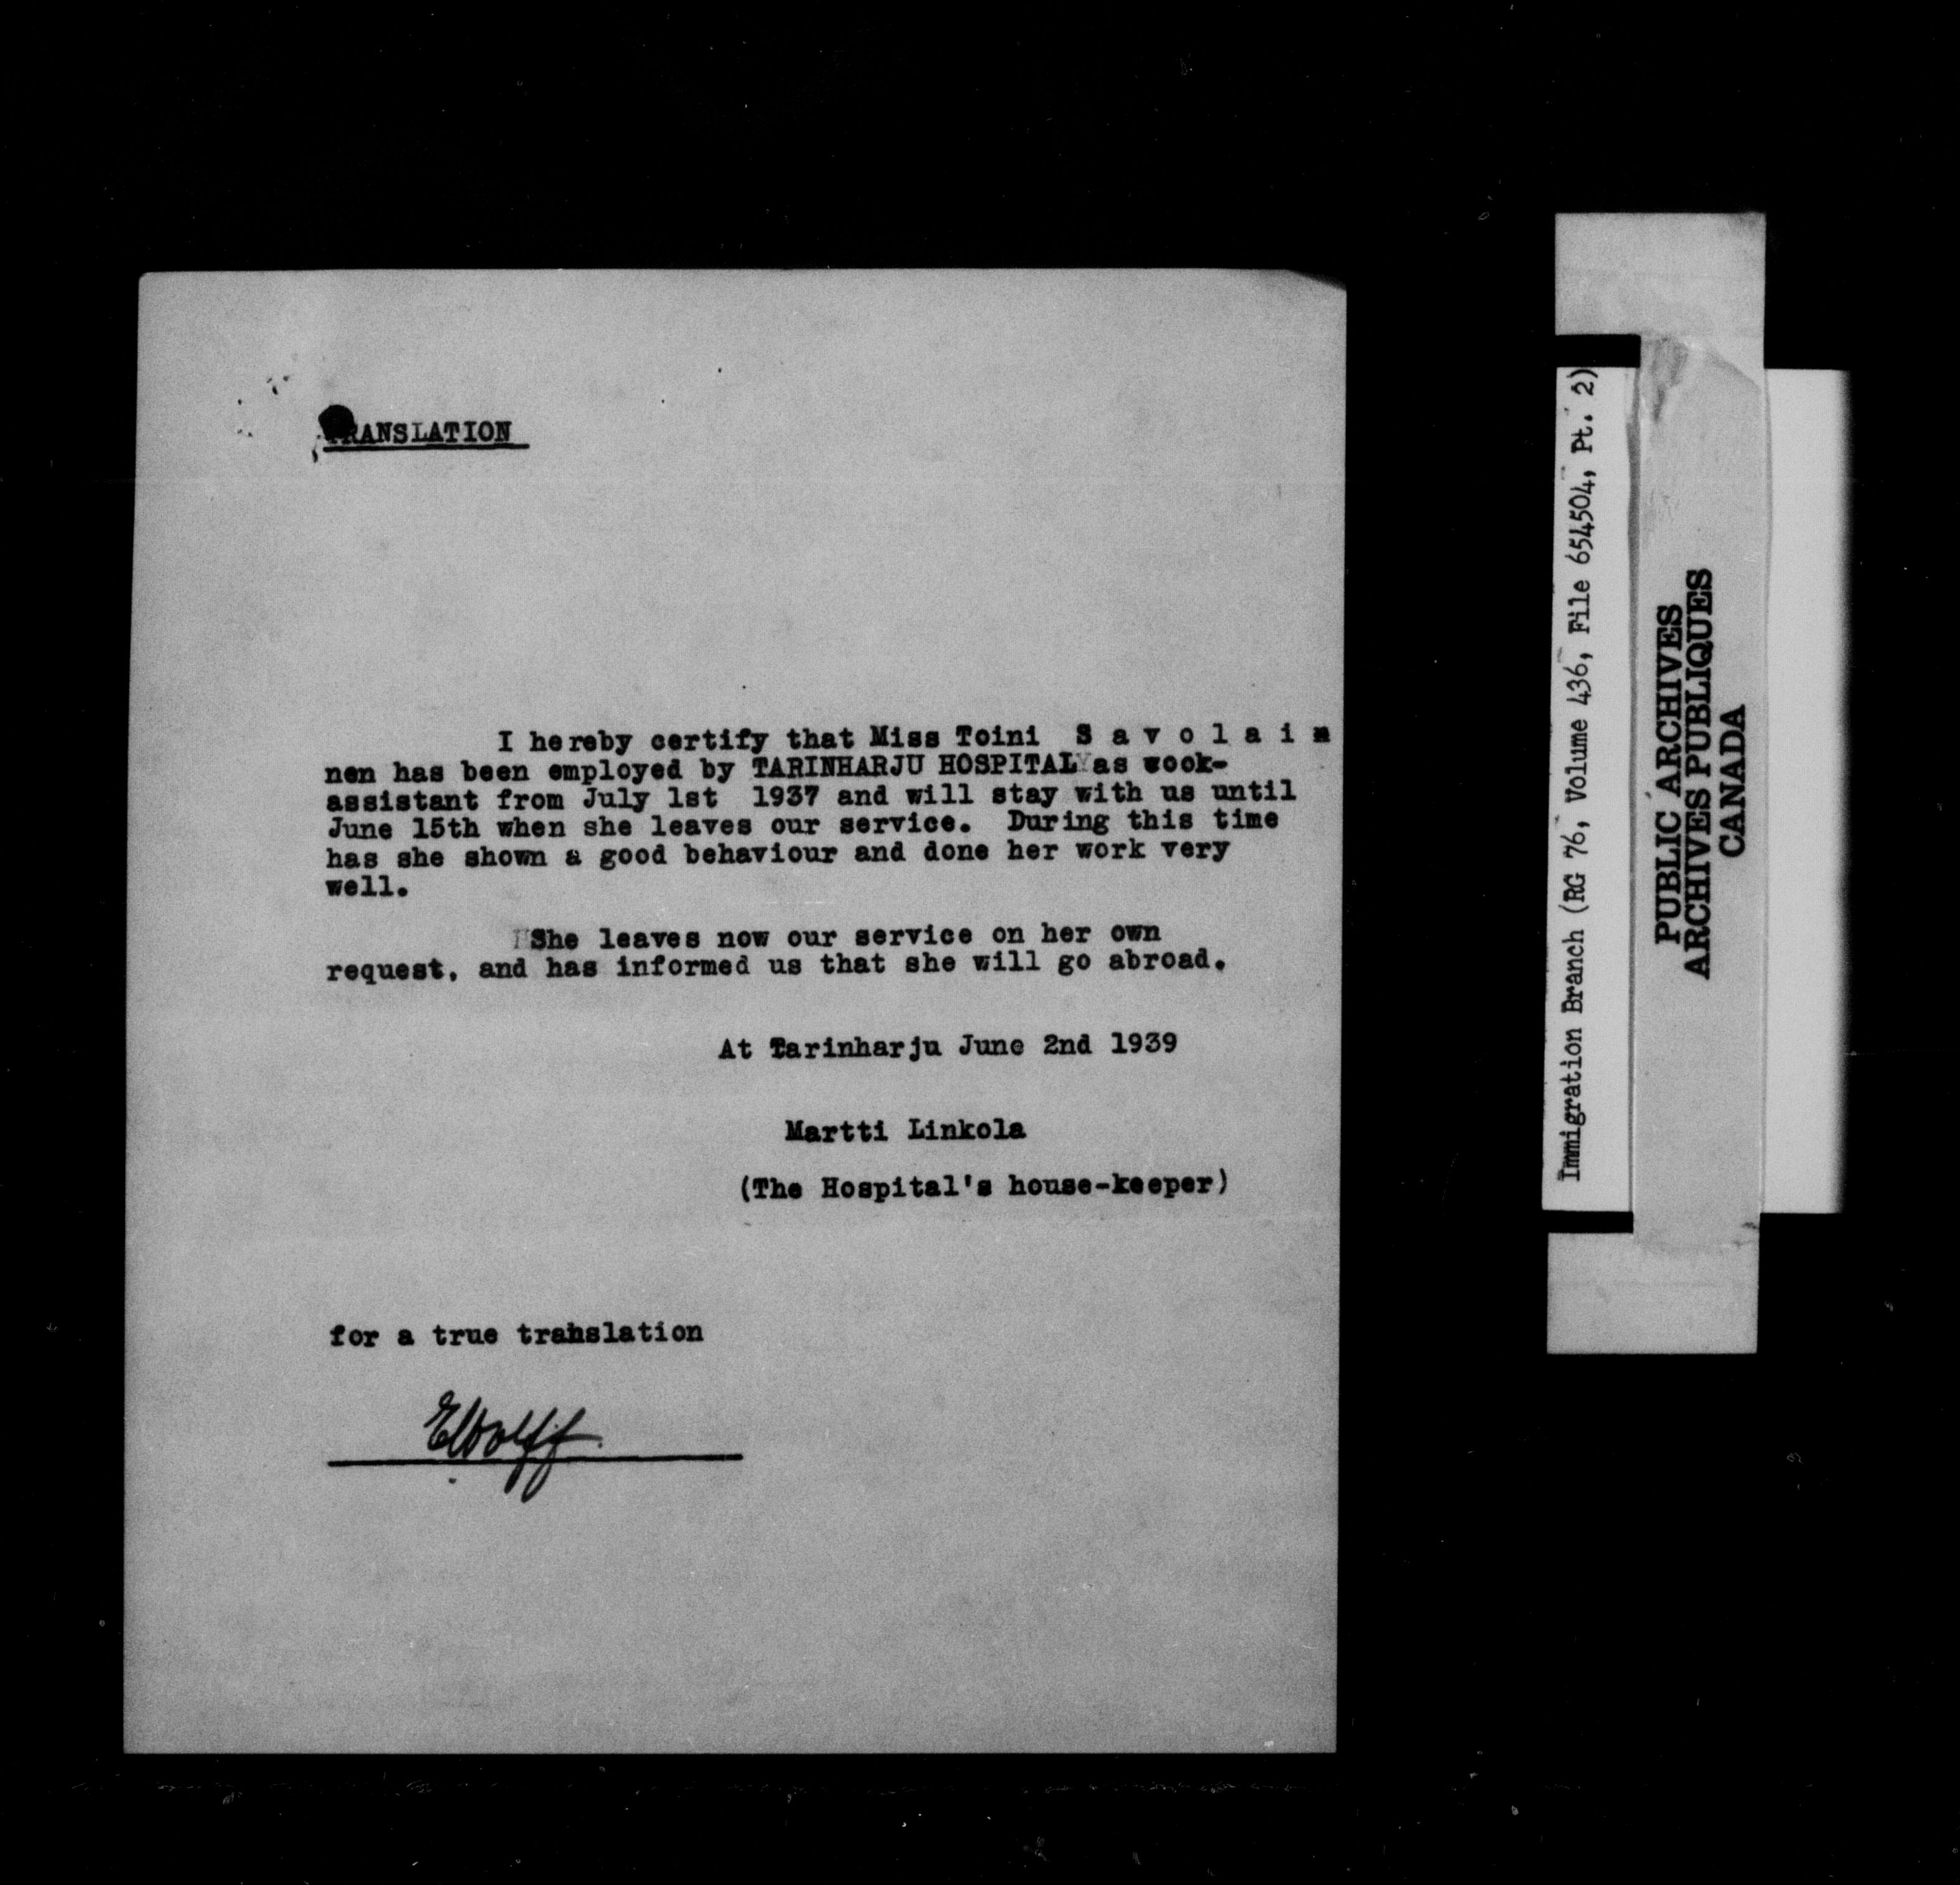 TRANSLATION
I hereby certify that Miss Toini S a v o l a i n
nen has been employed by TARINHARJU HOSPITAL as cook-
assistant from July 1st 1937 and will stay with us until
June 15th when she leaves our service. During this time
has she shown a good behaviour and done her work very
well.
She leaves now our service on her own
request, and has informed us that she will go abroad.
At Tarinharju June 2nd 1939
Martti Linkola
(The Hospital's house-keeper)
for a true translation
EWolff
Immigration Branch (RG 76, Volume 436, File 654504, Pt. 2)
PUBLIC ARCHIVES
ARCHIVES PUBLIQUES
CANADA